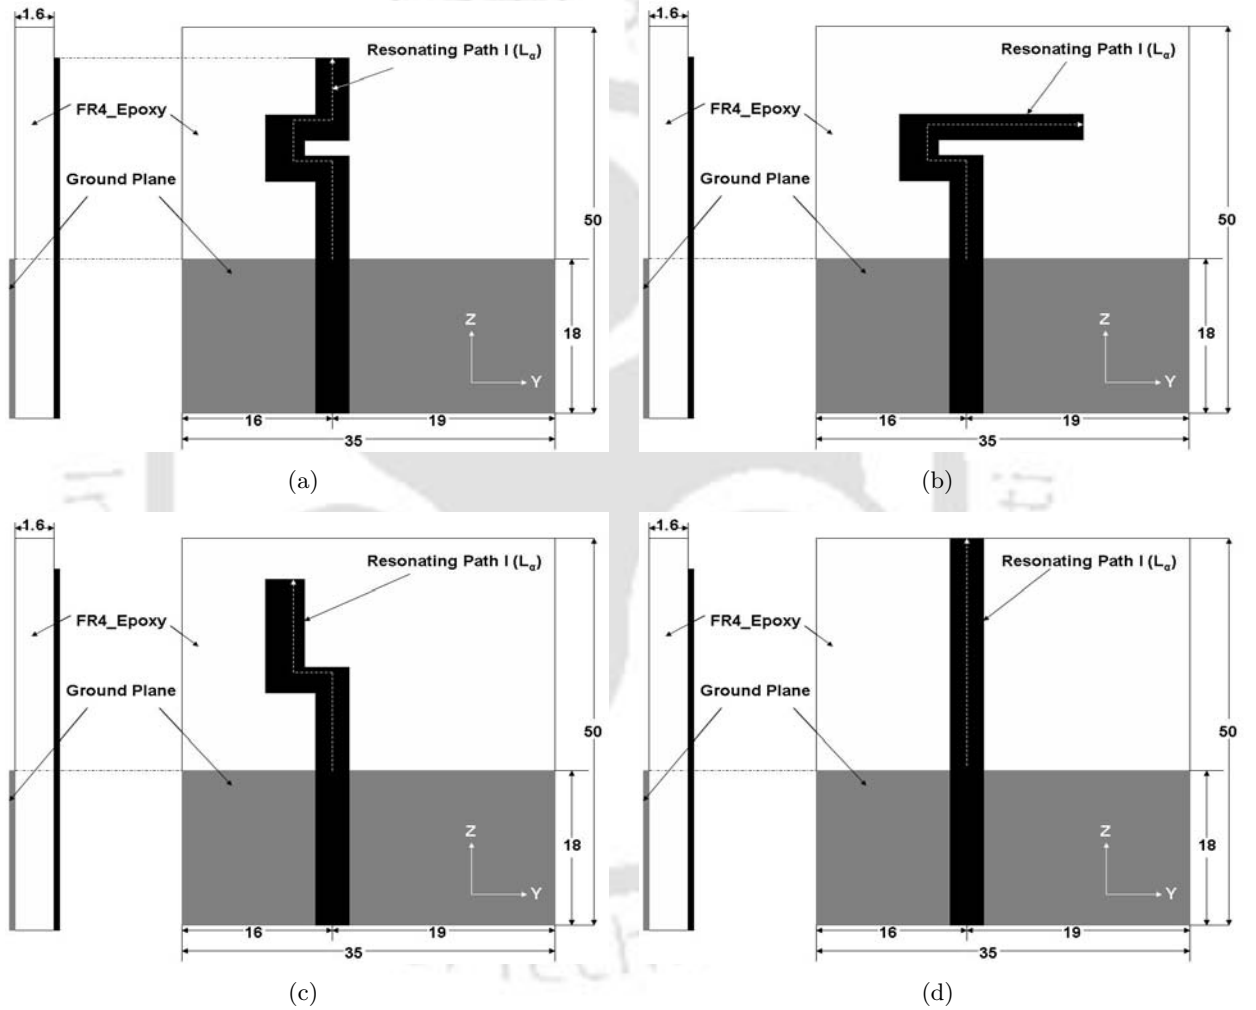 1.6
Resonating Path I (Lα)
FR4_Epoxy
Ground Plane
50
18
Z
Y
16
19
35
(a)
1.6
Resonating Path I (Lα)
FR4_Epoxy
Ground Plane
50
18
Z
Y
16
19
35
(b)
1.6
Resonating Path I (Lα)
FR4_Epoxy
Ground Plane
50
18
Z
Y
16
19
35
(c)
1.6
Resonating Path I (Lα)
FR4_Epoxy
Ground Plane
50
18
Z
Y
16
19
35
(d)